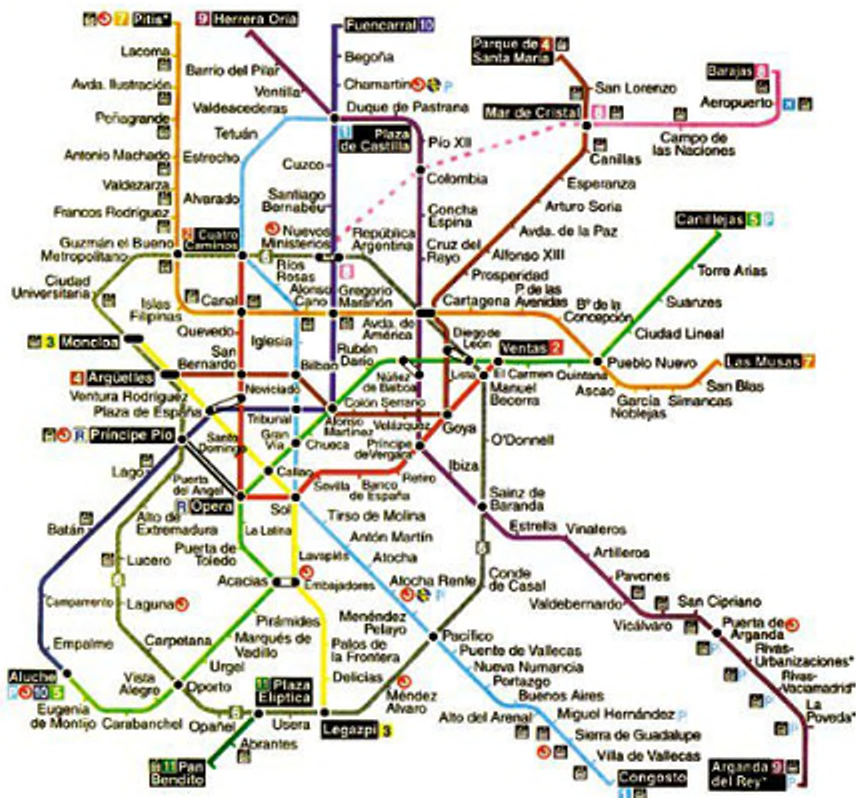 Pitis*
7
9 Herrera Oria
Fuencarral 10
Parque de 4
Santa María
Barajas 8
Lacoma
Begoña
Barrio del Pilar
Chamartín
San Lorenzo
Avda. Ilustración
Ventilla
Aeropuerto
Valdeacederas
Duque de Pastrana
Mar de Cristal 8
Peñagrande
Tetuán
1 Plaza
de Castilla
Pío XII
Campo de
las Naciones
Antonio Machado
Estrecho
Cuzco
Canillas
Colombia
Valdezarza
Esperanza
Alvarado
Santiago
Bernabeu
Arturo Soria
Francos Rodríguez
Concha
Espina
Canillejas 5
Avda. de la Paz
2 Cuatro
Caminos
Nuevos
Ministerios
República
Argentina
Guzmán el Bueno
Metropolitano
6
Cruz del
Rayo
Alfonso XIII
Torre Arias
Ríos
Rosas
8
Prosperidad
Ciudad
Universitaria
Alonso
Cano
Gregorio
Marañón
Suanzes
Islas
Filipinas
Canal
Cartagena
P. de las
Avenidas
Bº de la
Concepción
Quevedo
Iglesia
Avda. de
América
Diego de
León
Ciudad Lineal
3 Moncloa
San
Bernardo
Bilbao
Rubén
Darío
Ventas 2
4 Argüelles
Lista
El Carmen
Quintana
Pueblo Nuevo
Las Musas 7
Noviciado
Núñez
de Balboa
Manuel
Becerra
Ascao
San Blas
Ventura Rodríguez
Plaza de España
Colón
Serrano
García
Noblejas
Simancas
Tribunal
Alonso
Martínez
Velázquez
Goya
Príncipe Pío
R
Santo
Domingo
Gran
Vía
Chueca
Príncipe
de Vergara
O'Donnell
Lago
Callao
Ibiza
Puerta
del Angel
Sevilla
Banco
de España
Retiro
R Opera
Sol
Sainz de
Baranda
Batán
Alto de
Extremadura
La Latina
Tirso de Molina
Estrella
Vinateros
Antón Martín
Artilleros
Lucero
Puerta de
Toledo
Lavapiés
Atocha
6
Pavones
6
Acacias
Embajadores
Atocha Renfe
Conde
de Casal
San Cipriano
Campamento
Laguna
Valdebernardo
Pirámides
Menéndez
Pelayo
Vicálvaro
Puerta de
Arganda
Empalme
Carpetana
Marqués de
Vadillo
Palos de
la Frontera
Pacífico
Puente de Vallecas
Rivas-
Urbanizaciones*
Urgel
Nueva Numancia
Aluche
10 5
Vista
Alegre
Oporto
11 Plaza
Elíptica
Delicias
Portazgo
Rivas-
Vaciamadrid*
Buenos Aires
Méndez
Alvaro
La
Poveda*
Eugenia
de Montijo
Carabanchel
6
Opañel
Usera
Legazpi 3
Alto del Arenal
Miguel Hernández
Sierra de Guadalupe
Abrantes
Villa de Vallecas
11 Pan
Bendito
Congosto
1
Arganda 9
del Rey*